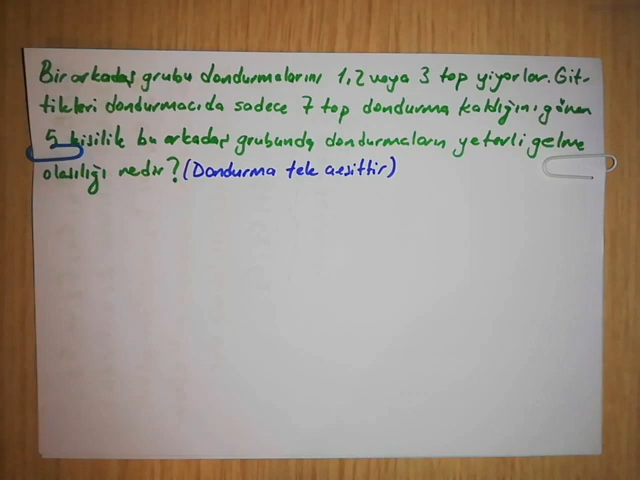 Bir arkadaş grubu dondurmalarını 1,2 veya 3 top yiyorlar. Git-
tikleri dondurmacıda sadece 7 top dondurma kaldığını gören
5 kişilik bu arkadaş grubunda dondurmaların yeterli gelme
olasılığı nedir? (Dondurma tek çeşittir)